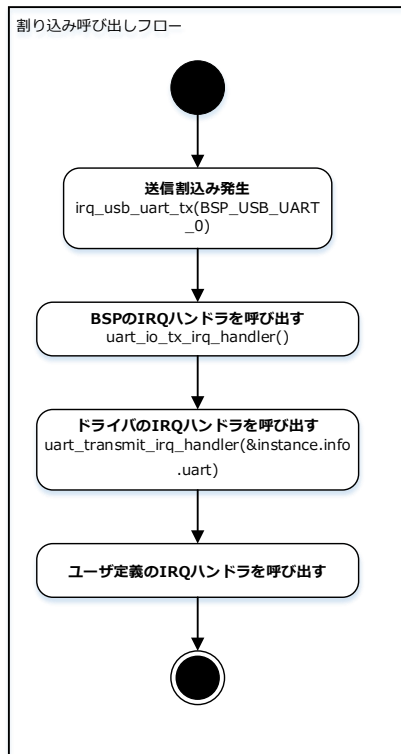 割り込み呼び出しフロー
送信割込み発生
irq_usb_uart_tx(BSP_USB_UART
_0)
BSPのIRQハンドラを呼び出す
uart_io_tx_irq_handler()
ドライバのIRQハンドラを呼び出す
uart_transmit_irq_handler(&instance.info
.uart)
ユーザ定義のIRQハンドラを呼び出す